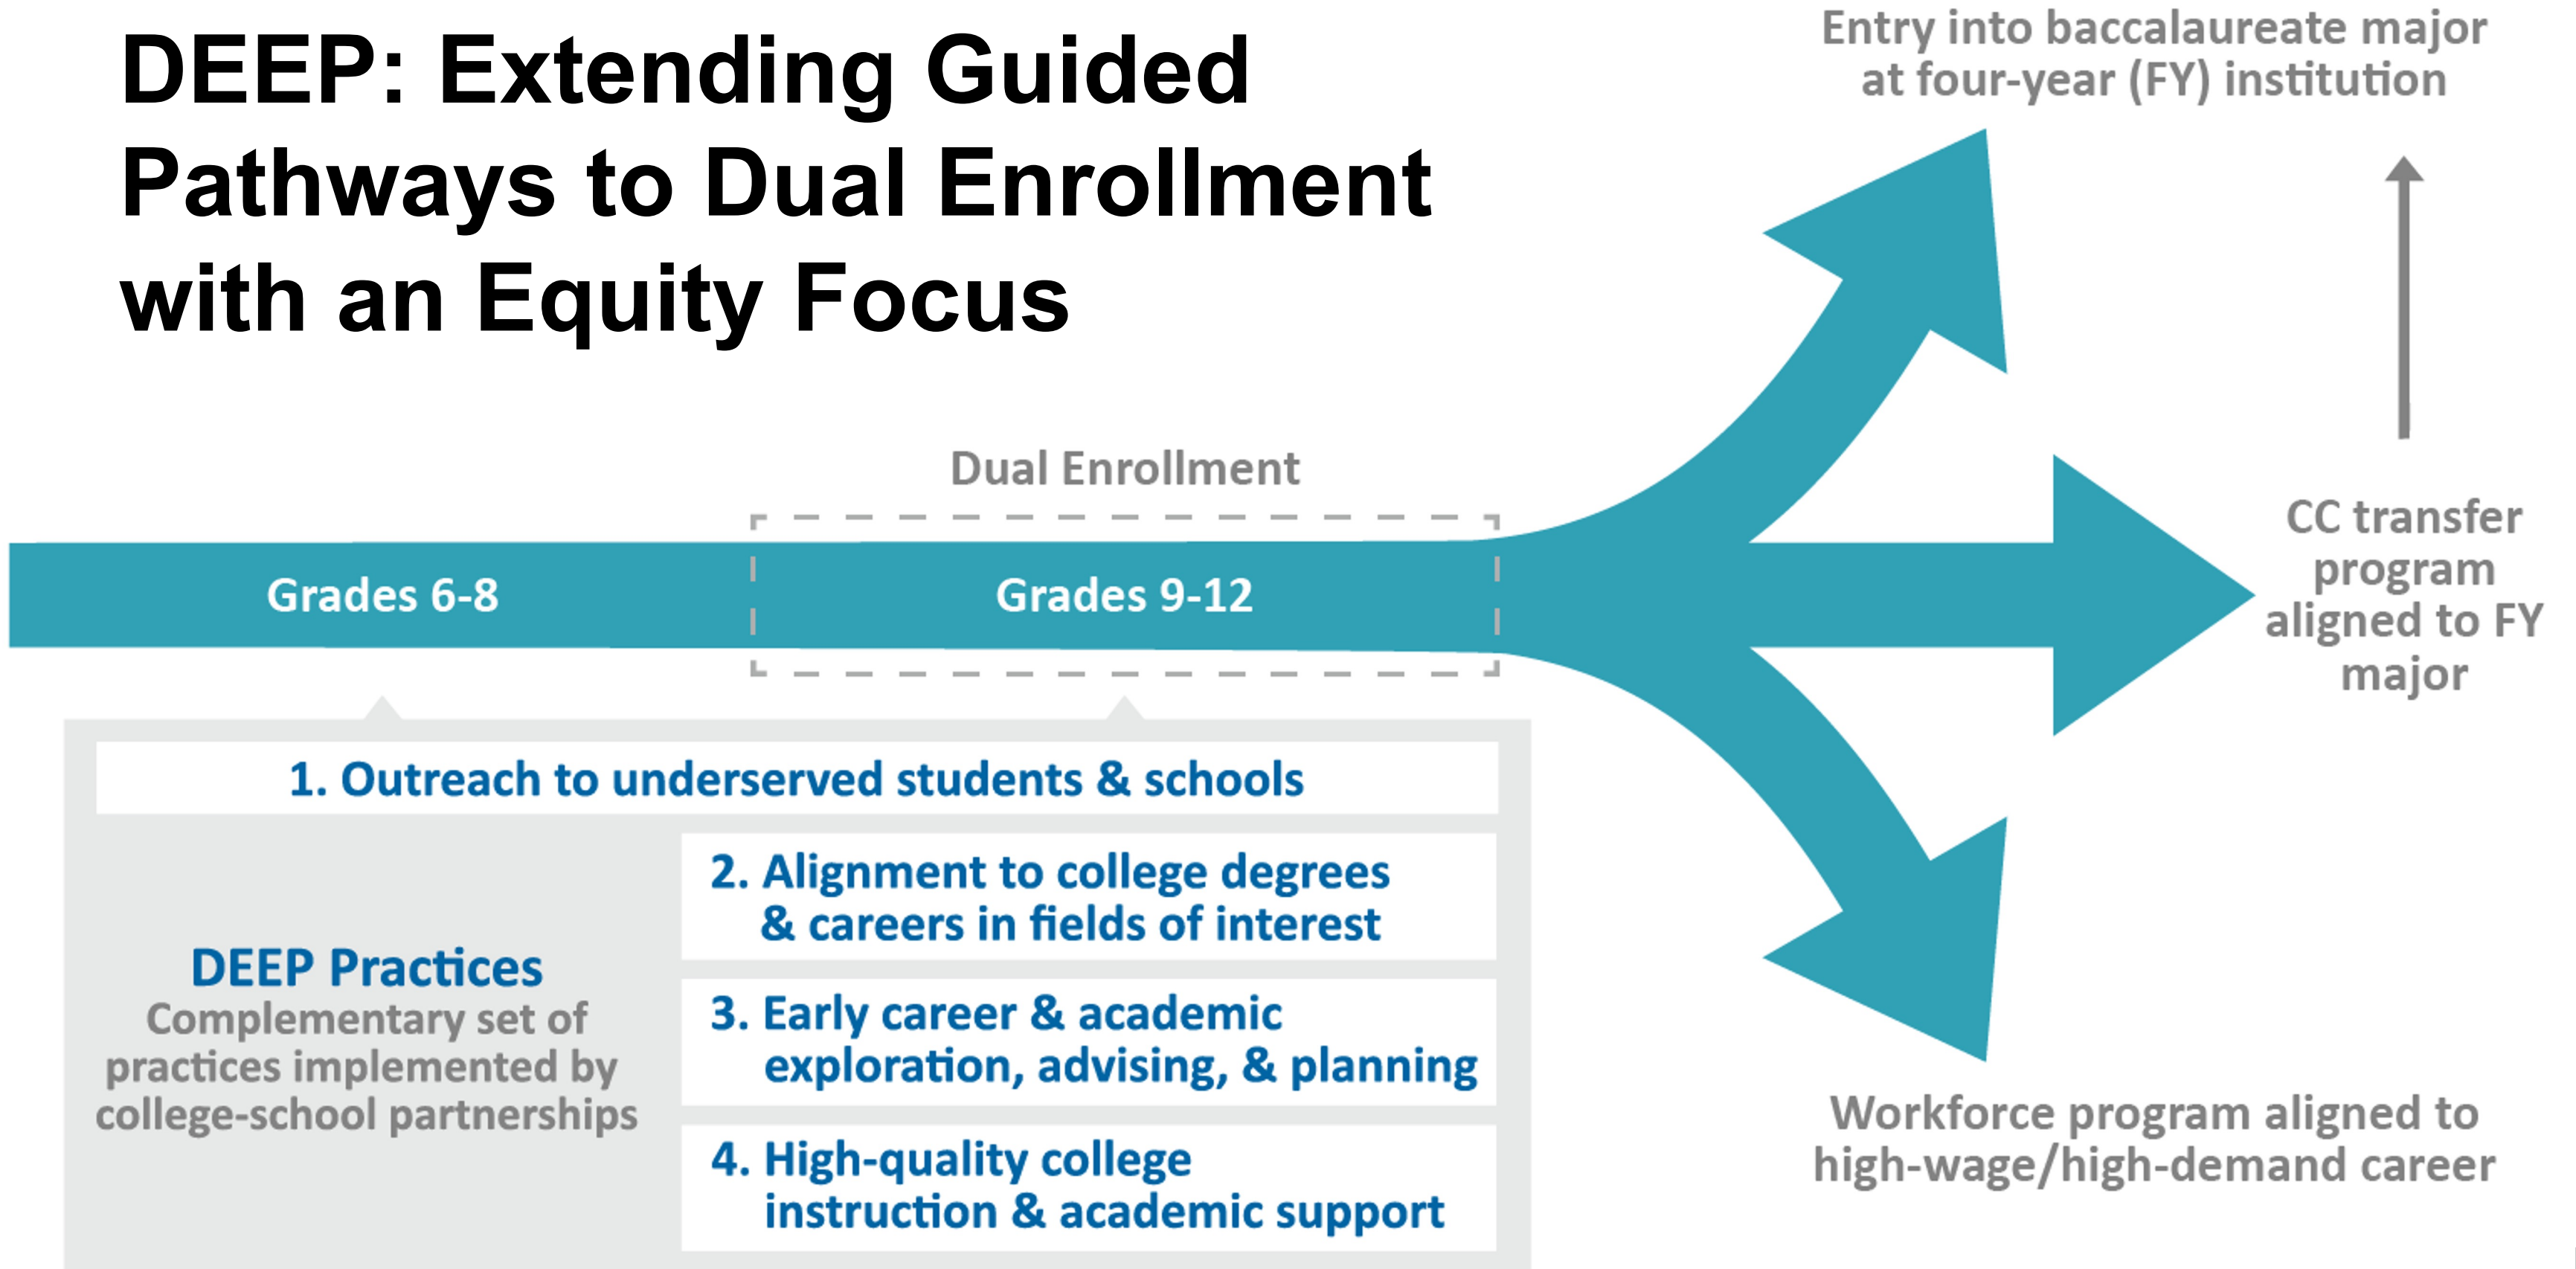 DEEP: Extending Guided
Pathways to Dual Enrollment
with an Equity Focus
Entry into baccalaureate major
at four-year (FY) institution
Dual Enrollment
Grades 6-8
Grades 9-12
CC transfer
program
aligned to FY
major
1. Outreach to underserved students & schools
DEEP Practices
Complementary set of
practices implemented by
college-school partnerships
2. Alignment to college degrees
& careers in fields of interest
3. Early career & academic
exploration, advising, & planning
4. High-quality college
instruction & academic support
Workforce program aligned to
high-wage/high-demand career